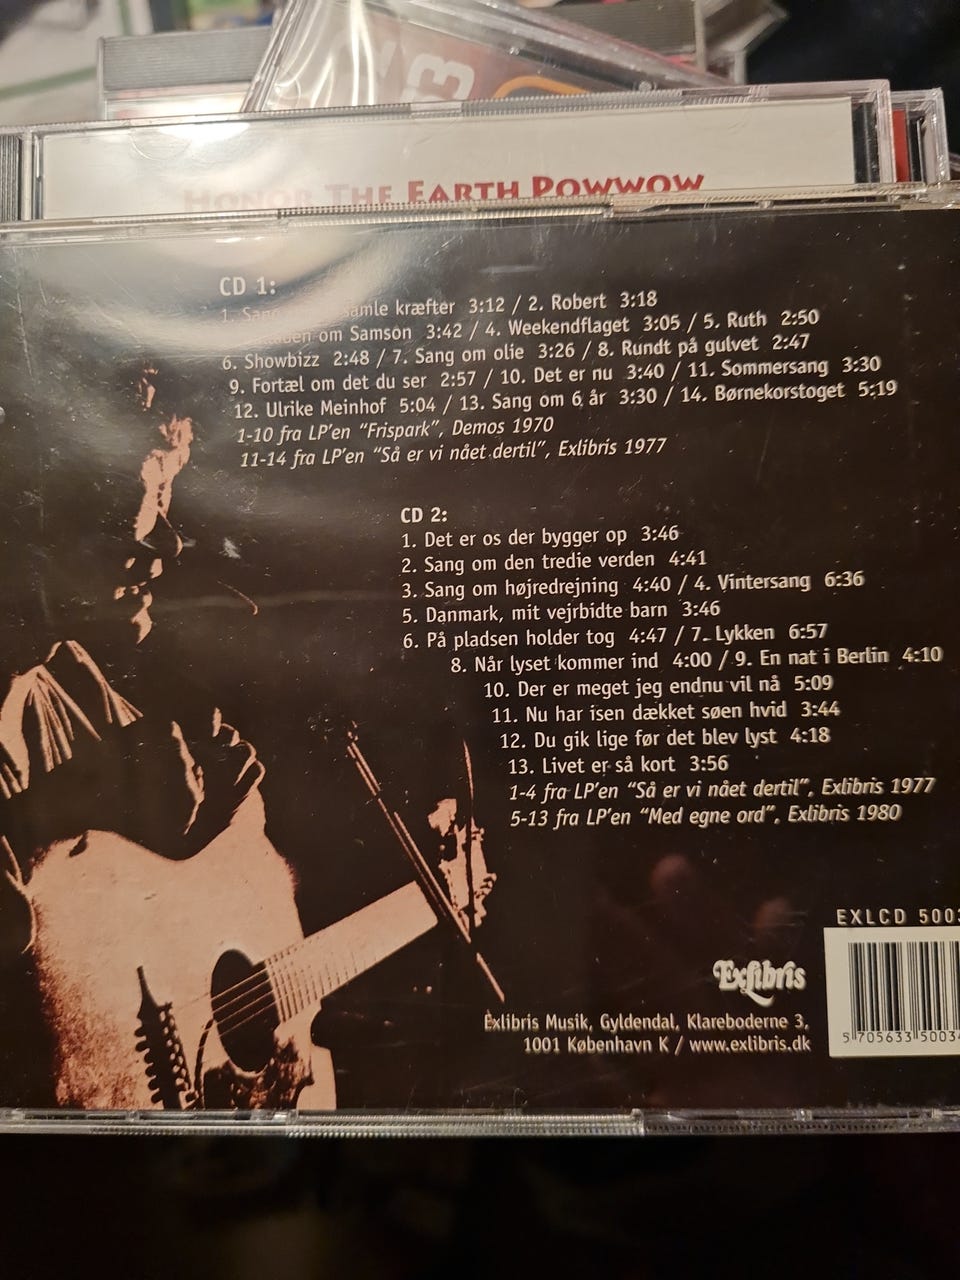 HONOR THE EARTH POWWOW
CD 1:
1. Sang samle kræfter 3:12 / 2. Robert 3:18
om Samson 3:42 / 4. Weekendflaget 3:05 / 5. Ruth 2:50
6. Showbizz 2:48 / 7. Sang om olie 3:26 / 8. Rundt på gulvet 2:47
9. Fortæl om det du ser 2:57 / 10. Det er nu 3:40 / 11. Sommersang 3:30
12. Ulrike Meinhof 5:04 / 13. Sang om 6 år 3:30 / 14. Børnekorstoget 5:19
1-10 fra LP'en “Frispark”, Demos 1970
11-14 fra LP'en “Så er vi nået dertil”, Exlibris 1977
CD 2:
1. Det er os der bygger op 3:46
2. Sang om den tredie verden 4:41
3. Sang om højredrejning 4:40 / 4. Vintersang 6:36
5. Danmark, mit vejrbidte barn 3:46
6. På pladsen holder tog 4:47 / 7. Lykken 6:57
8. Når lyset kommer ind 4:00 / 9. En nat i Berlin 4:10
10. Der er meget jeg endnu vil nå 5:09
11. Nu har isen dækket søen hvid 3:44
12. Du gik lige før det blev lyst 4:18
13. Livet er så kort 3:56
1-4 fra LP'en “Så er vi nået dertil”, Exlibris 1977
5-13 fra LP'en “Med egne ord”, Exlibris 1980
EXLCD 5003
Exlibris
Exlibris Musik, Gyldendal, Klareboderne 3,
1001 København K / www.exlibris.dk
5 705633 5003